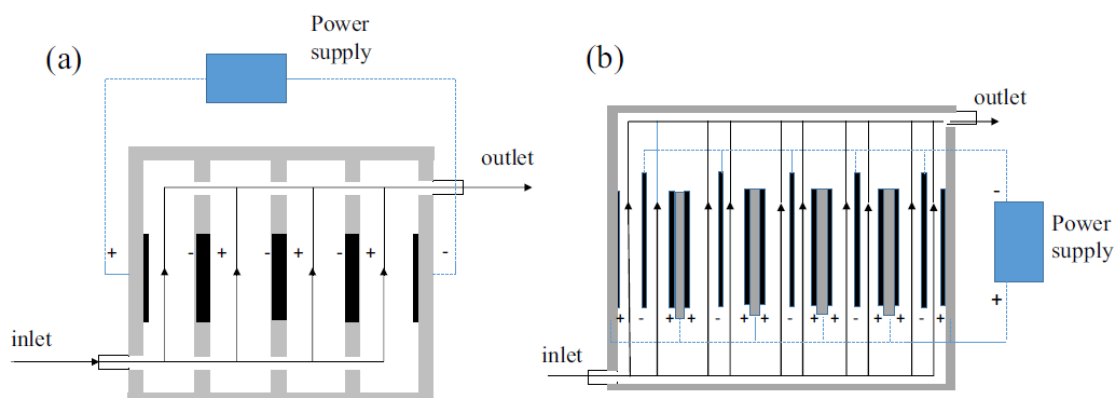 (a)
Power
supply
outlet
+ - + - + - + -
inlet
(b)
outlet
-
Power
supply
+
+ - + + - + + - + + - + + - +
inlet